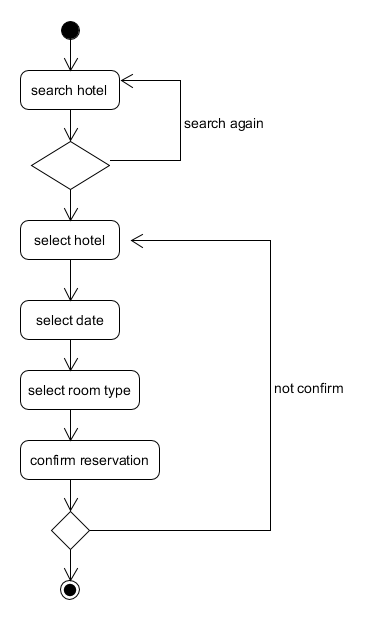 search hotel
search again
select hotel
select date
select room type
not confirm
confirm reservation